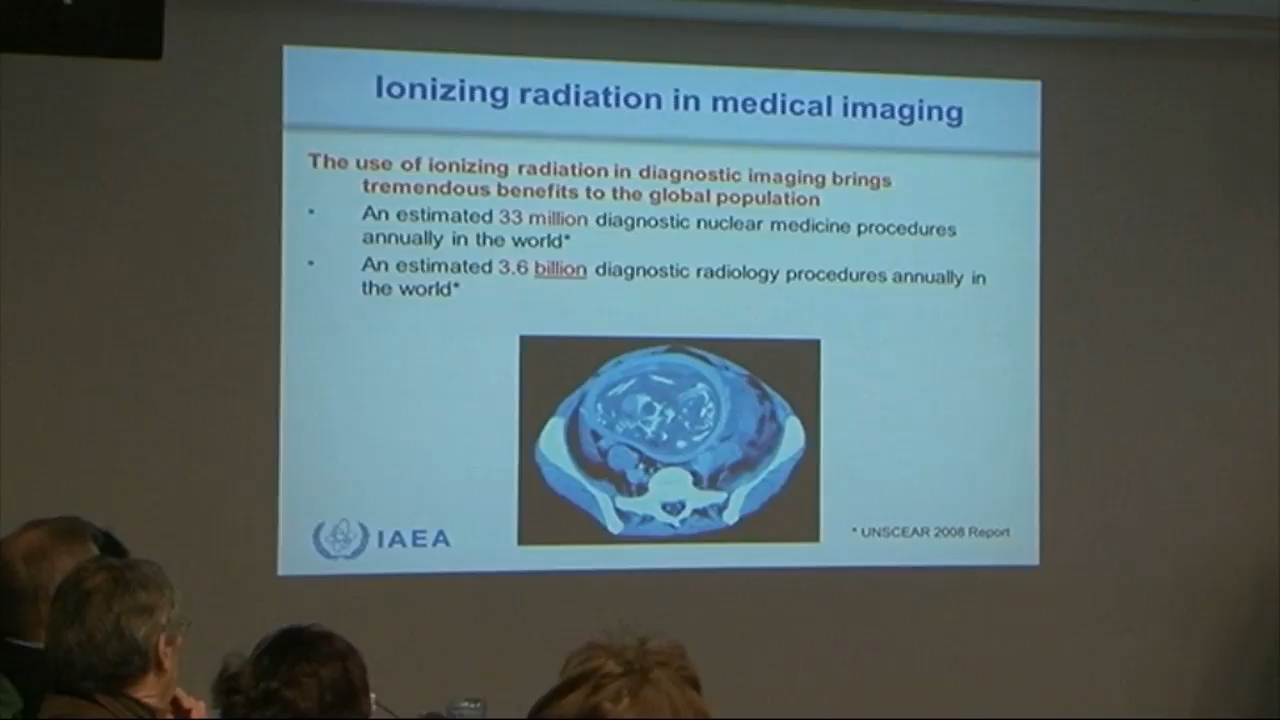 Ionizing radiation in medical imaging
The use of ionizing radiation in diagnostic imaging brings
tremendous benefits to the global population
• An estimated 33 million diagnostic nuclear medicine procedures
annually in the world*
• An estimated 3.6 billion diagnostic radiology procedures annually in
the world*
IAEA
* UNSCEAR 2008 Report